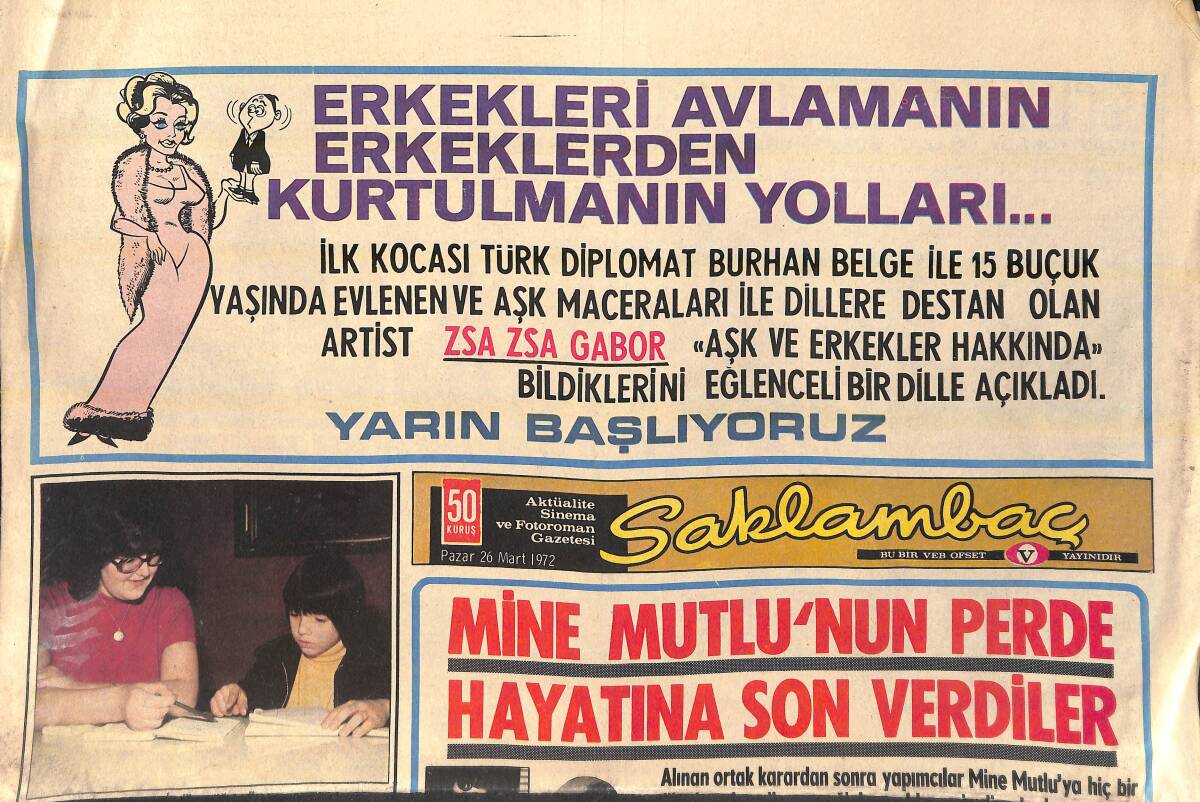 ERKEKLERİ AVLAMANIN
ERKEKLERDEN
KURTULMANIN YOLLARI...
İLK KOCASI TÜRK DİPLOMAT BURHAN BELGE İLE 15 BUÇUK
YAŞINDA EVLENEN VE AŞK MACERALARI İLE DİLLERE DESTAN OLAN
ARTİST ZSA ZSA GABOR «AŞK VE ERKEKLER HAKKINDA»
BİLDİKLERİNİ EĞLENCELİ BİR DİLLE AÇIKLADI.
YARIN BAŞLIYORUZ
50
KURUŞ
Aktüalite
Sinema
ve Fotoroman
Gazetesi
Pazar 26 Mart 1972
Saklambaç
BU BİR VEB OFSET V YAYINIDIR
MİNE MUTLU'NUN PERDE
HAYATINA SON VERDİLER
Alınan ortak karardan sonra yapımcılar Mine Mutlu'ya hiç bir